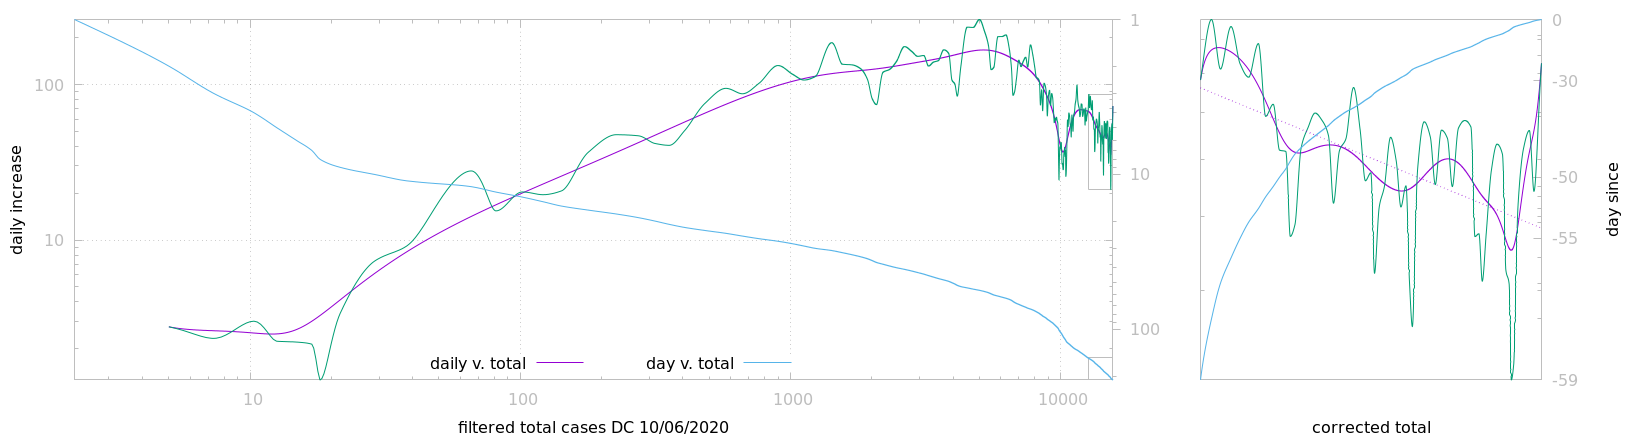 daily increase
100
10
1
10
100
daily v. total
day v. total
10
100
1000
10000
filtered total cases DC 10/06/2020
0
-30
-50
-55
-59
day since
corrected total